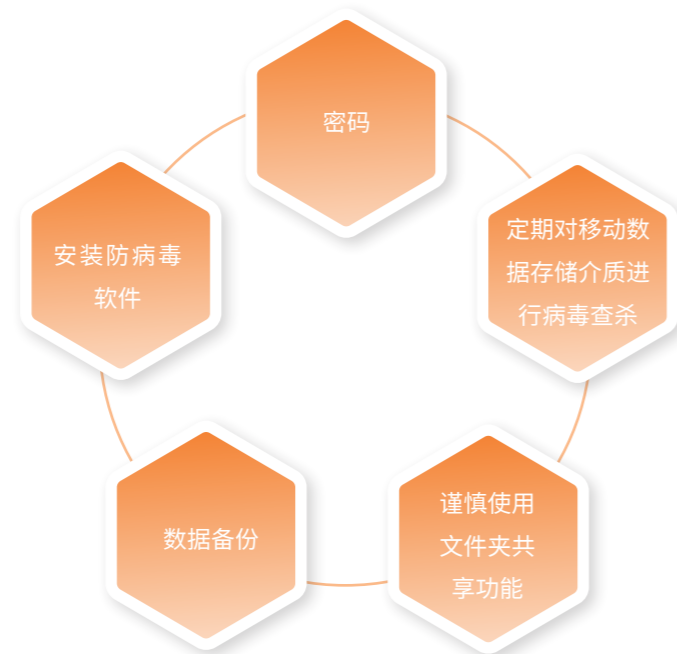 密码
定期对移动数
据存储介质进
行病毒查杀
谨慎使用
文件夹共
享功能
数据备份
安装防病毒
软件